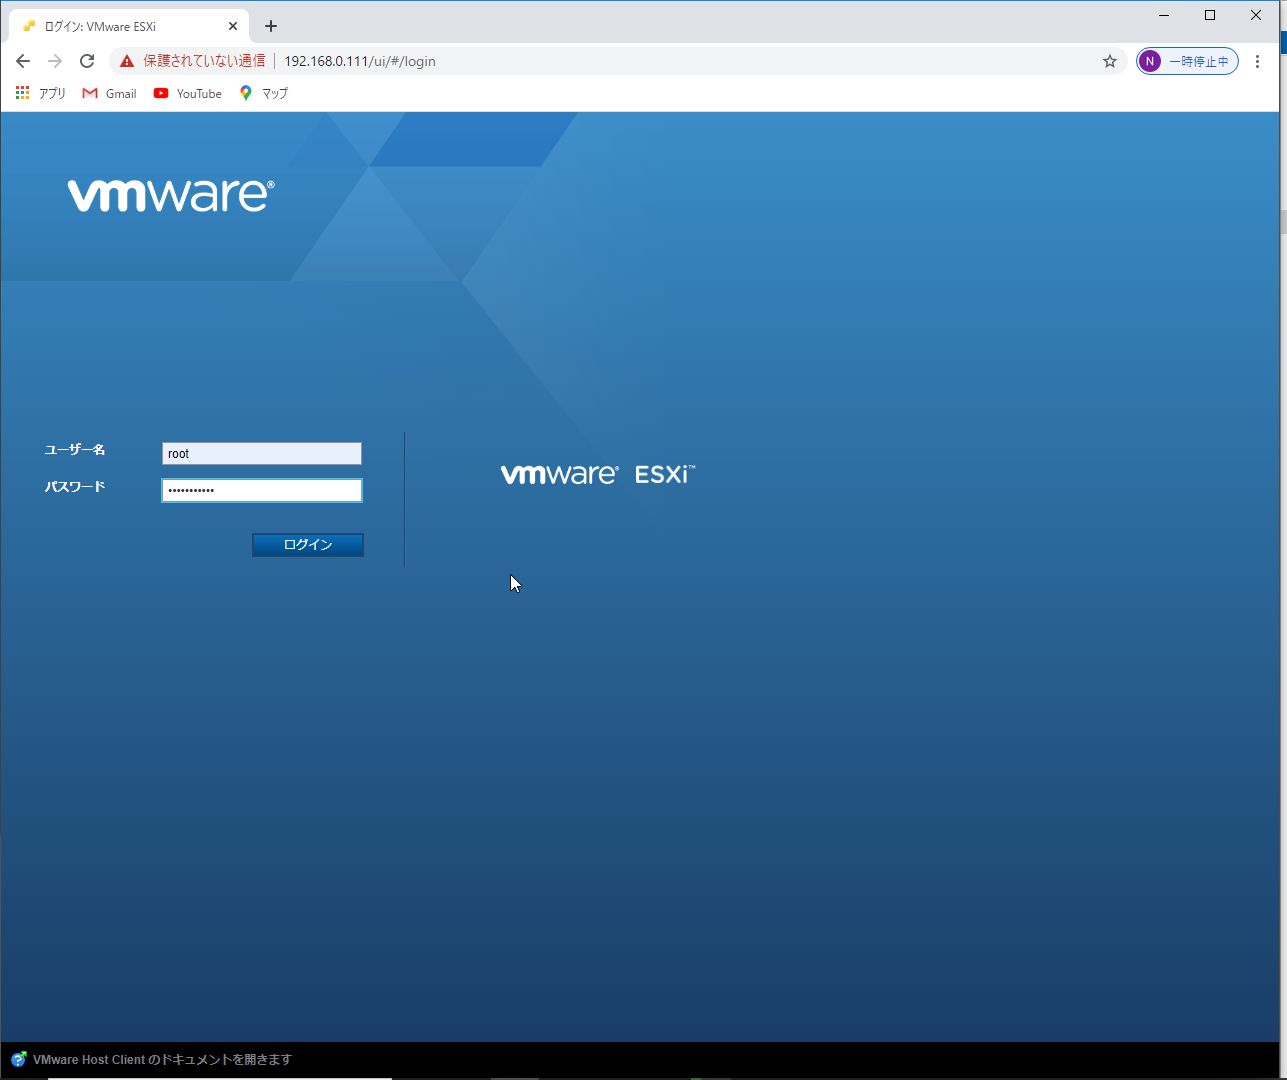 ログイン: VMware ESXi
保護されていない通信 192.168.0.111/ui/#/login
N 一時停止中
アプリ Gmail YouTube マップ
vmware®
ユーザー名 root
パスワード •••••••••••
ログイン
vmware® ESXi™
VMware Host Client のドキュメントを開きます